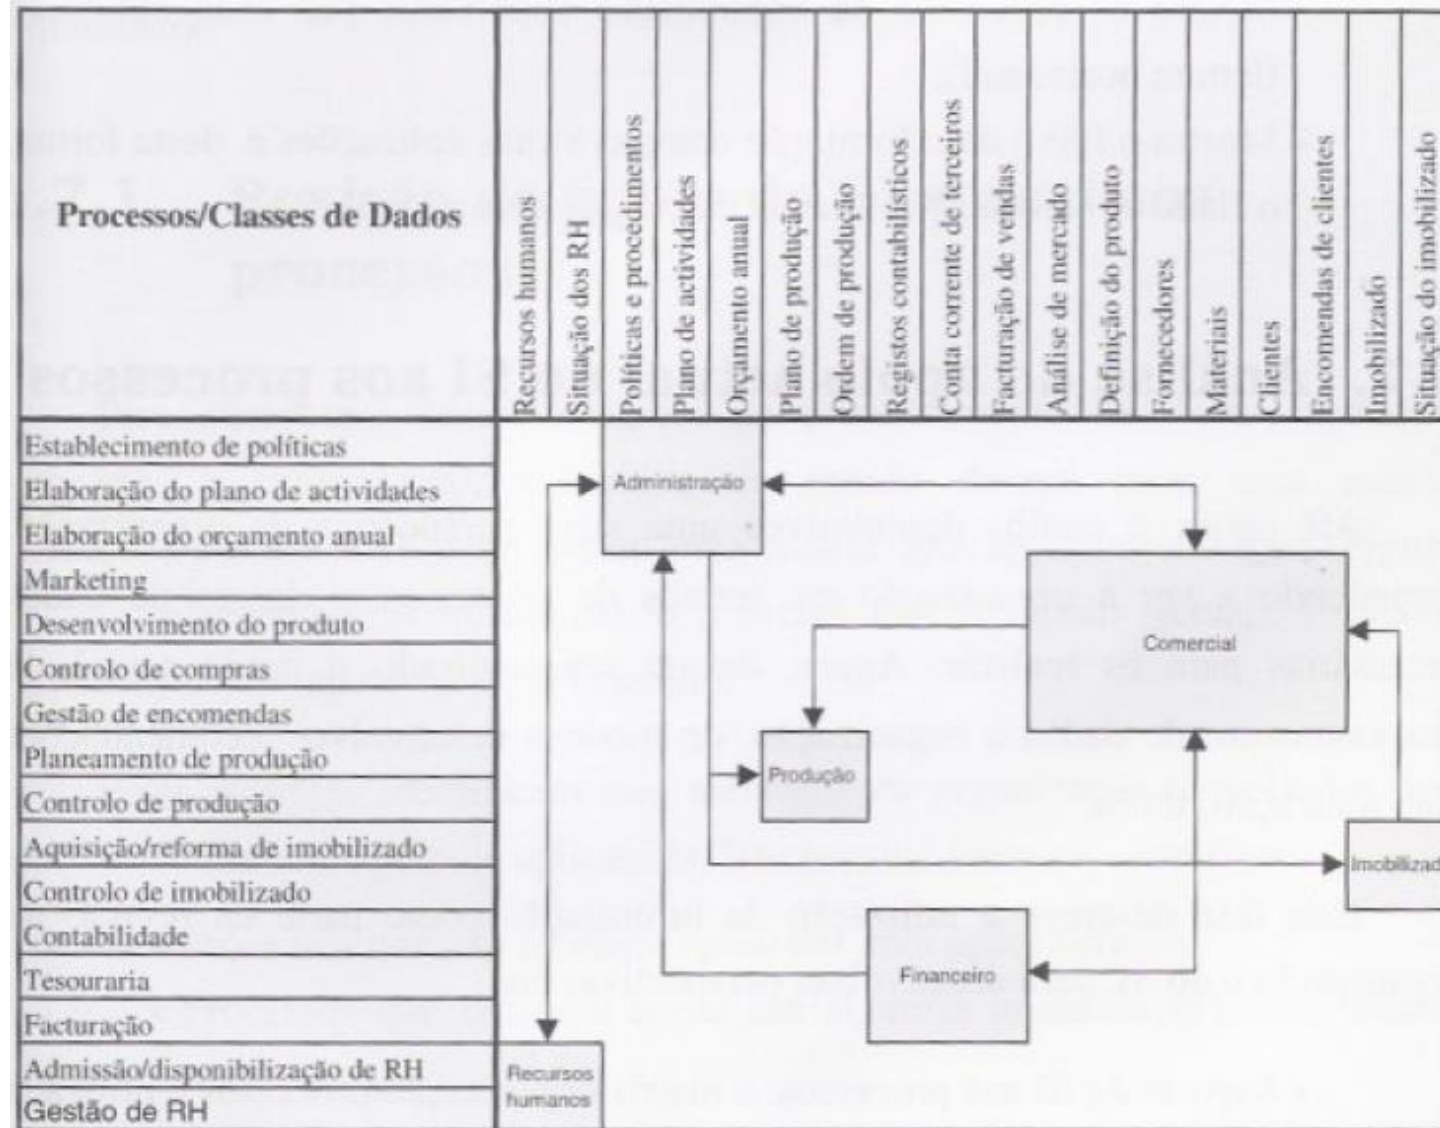 Processos/Classes de Dados
Recursos humanos
Situação dos RH
Políticas e procedimentos
Plano de actividades
Orçamento anual
Plano de produção
Ordem de produção
Registos contabilísticos
Conta corrente de terceiros
Facturação de vendas
Análise de mercado
Definição do produto
Fornecedores
Materiais
Clientes
Encomendas de clientes
Imobilizado
Situação do imobilizado
Establecimento de políticas
Elaboração do plano de actividades
Elaboração do orçamento anual
Marketing
Desenvolvimento do produto
Controlo de compras
Gestão de encomendas
Planeamento de produção
Controlo de produção
Aquisição/reforma de imobilizado
Controlo de imobilizado
Contabilidade
Tesouraria
Facturação
Admissão/disponibilização de RH
Gestão de RH
Administração
Comercial
Produção
Imobilizad
Financeiro
Recursos
humanos